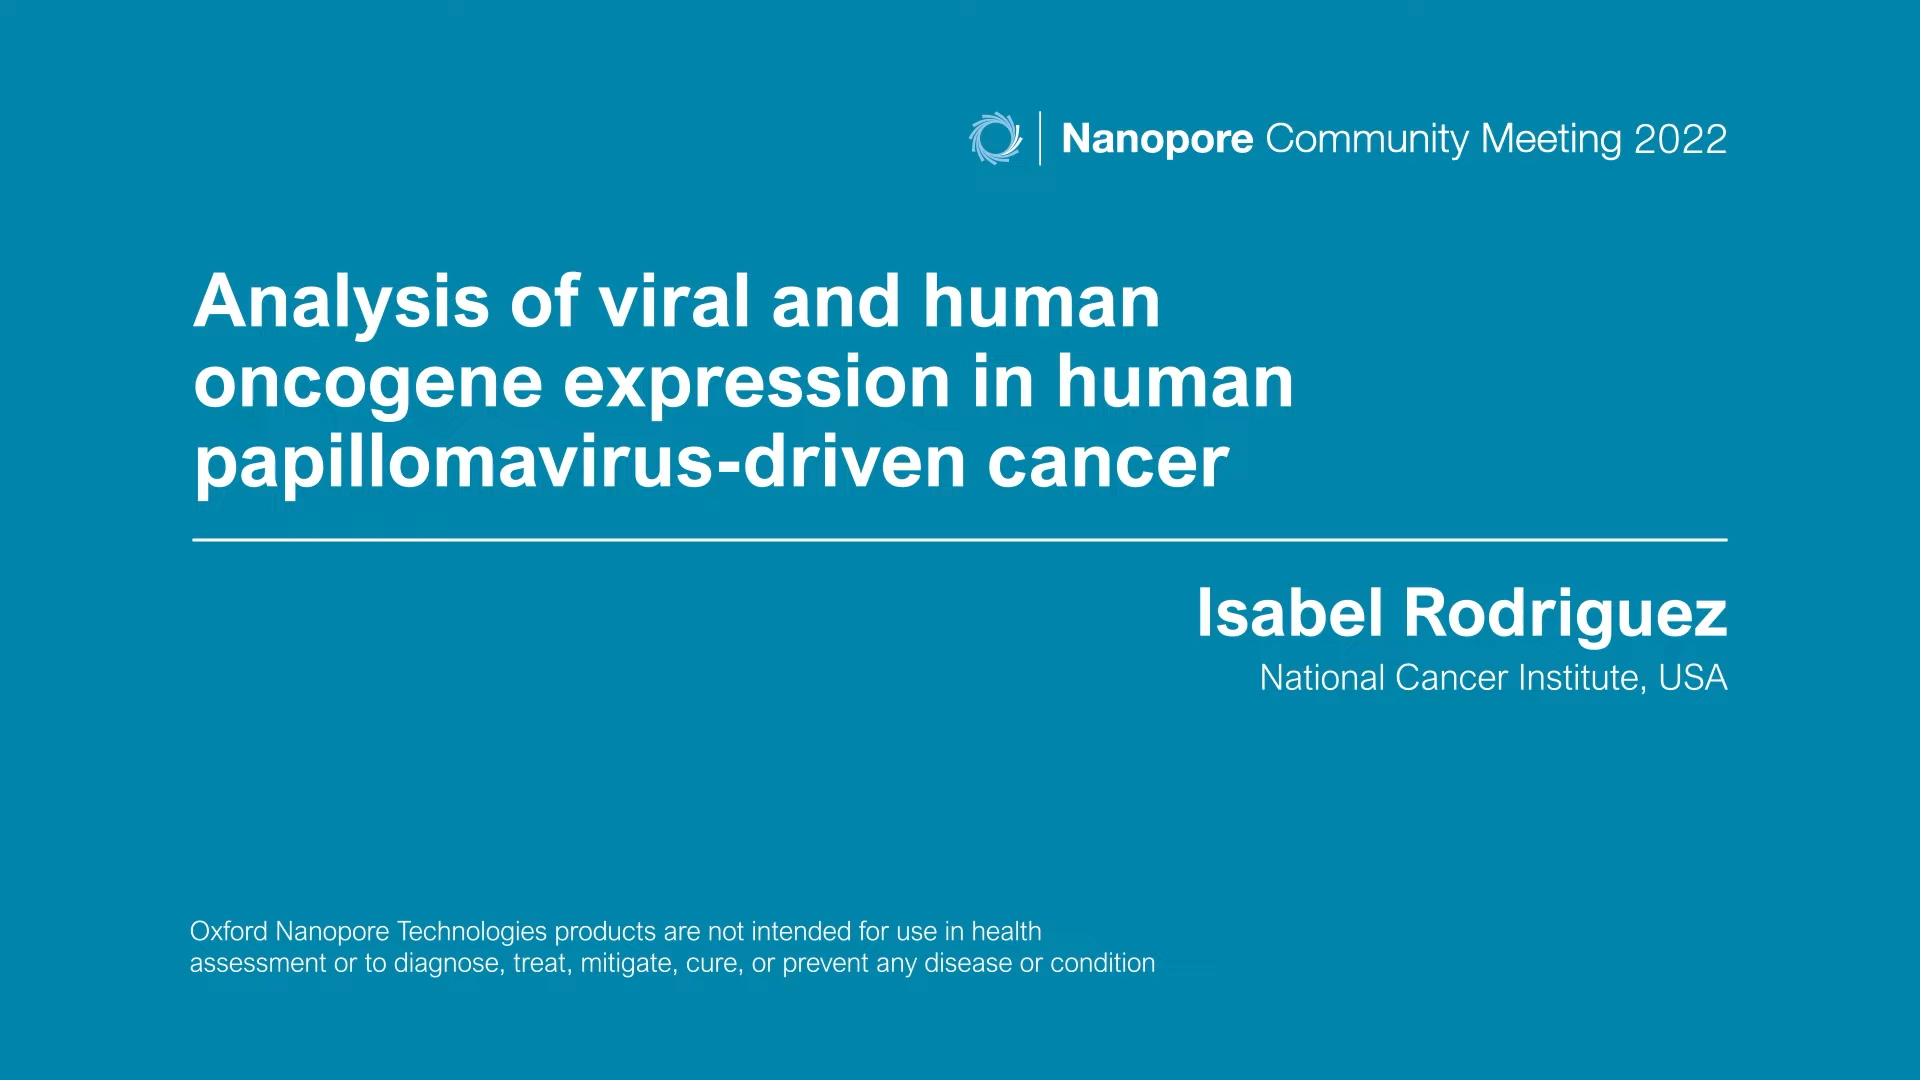 Nanopore Community Meeting 2022
Analysis of viral and human
oncogene expression in human
papillomavirus-driven cancer
Isabel Rodriguez
National Cancer Institute, USA
Oxford Nanopore Technologies products are not intended for use in health
assessment or to diagnose, treat, mitigate, cure, or prevent any disease or condition